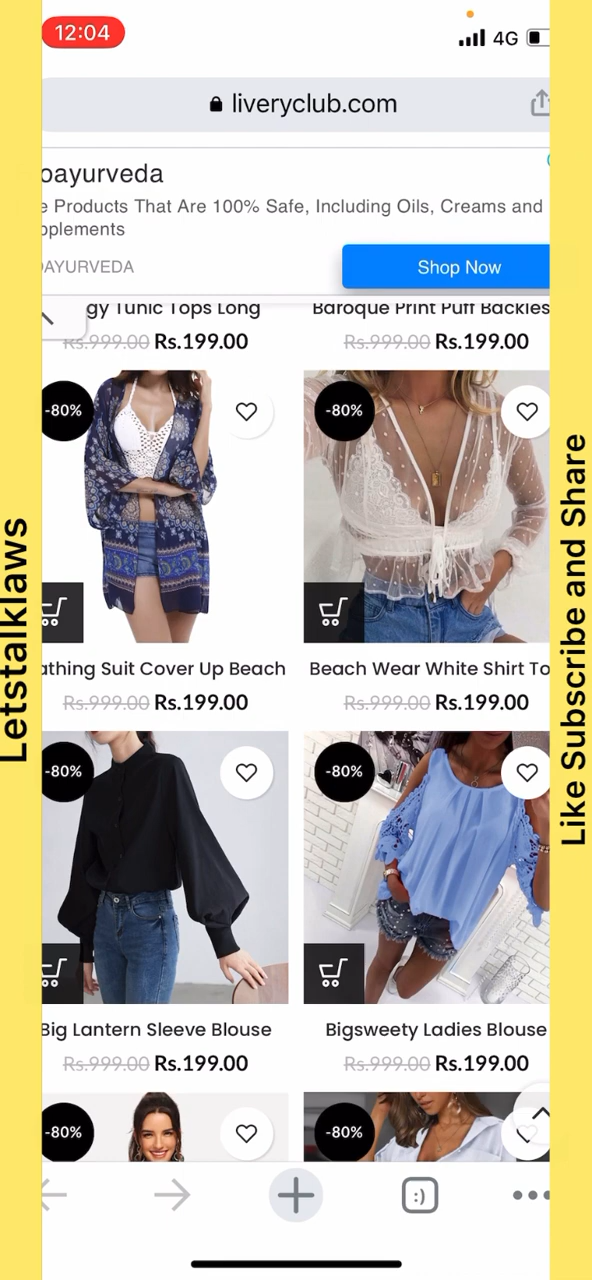 12:04
4G
liveryclub.com
oayurveda
e Products That Are 100% Safe, Including Oils, Creams and
pplements
AYURVEDA
Shop Now
gy Tunic Tops Long
Baroque Print Puff Backles
Rs.999.00 Rs.199.00
Rs.999.00 Rs.199.00
-80%
-80%
athing Suit Cover Up Beach
Beach Wear White Shirt To
Rs.999.00 Rs.199.00
Rs.999.00 Rs.199.00
-80%
-80%
Big Lantern Sleeve Blouse
Bigsweety Ladies Blouse
Rs.999.00 Rs.199.00
Rs.999.00 Rs.199.00
-80%
-80%
:)
Letstalklaws
Like Subscribe and Share